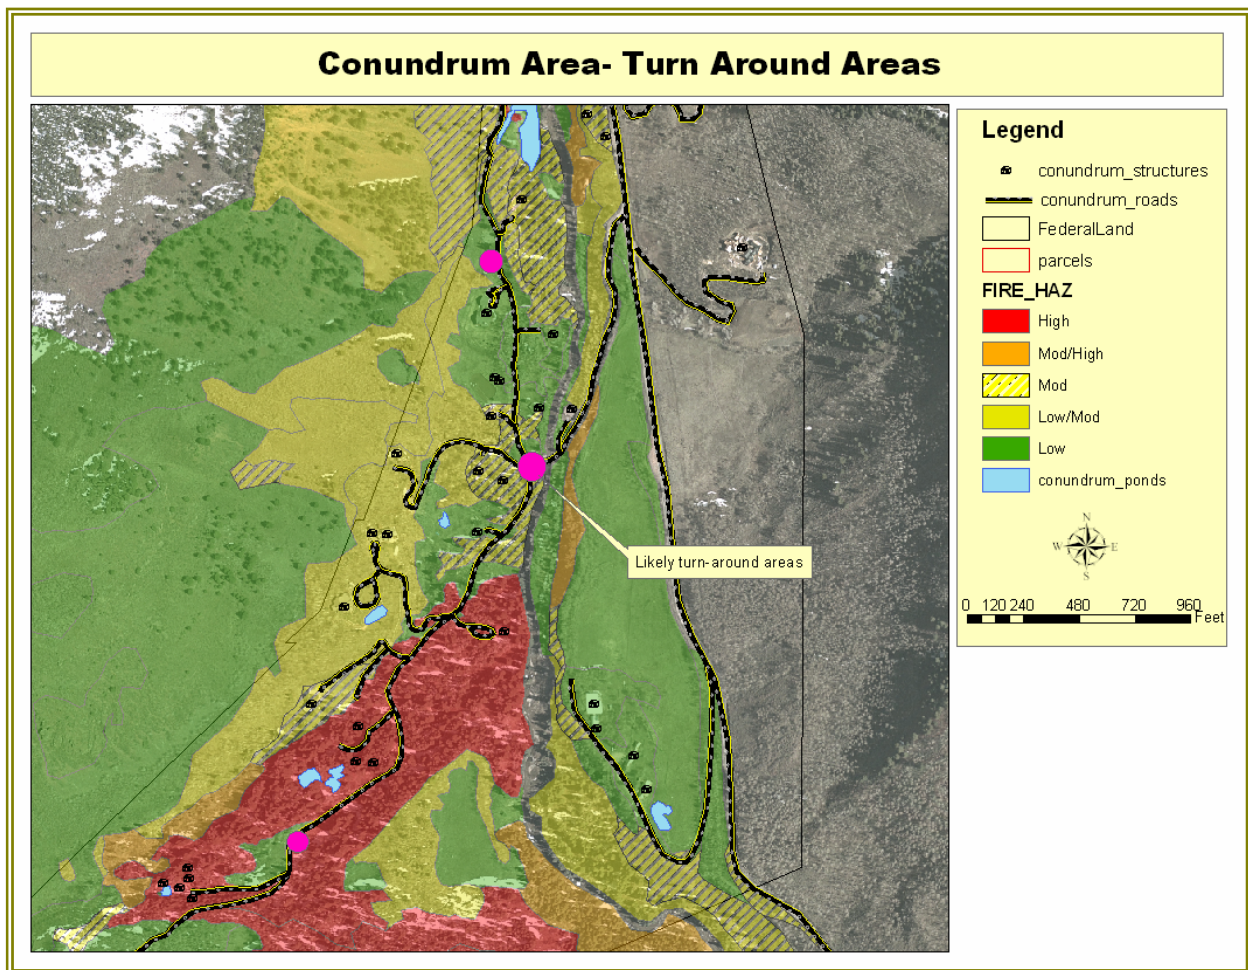 Conundrum Area- Turn Around Areas
Legend
conundrum_structures
conundrum_roads
FederalLand
parcels
FIRE_HAZ
High
Mod/High
Mod
Low/Mod
Low
conundrum_ponds
N
W E
S
0 120 240 480 720 960
Feet
Likely turn-around areas